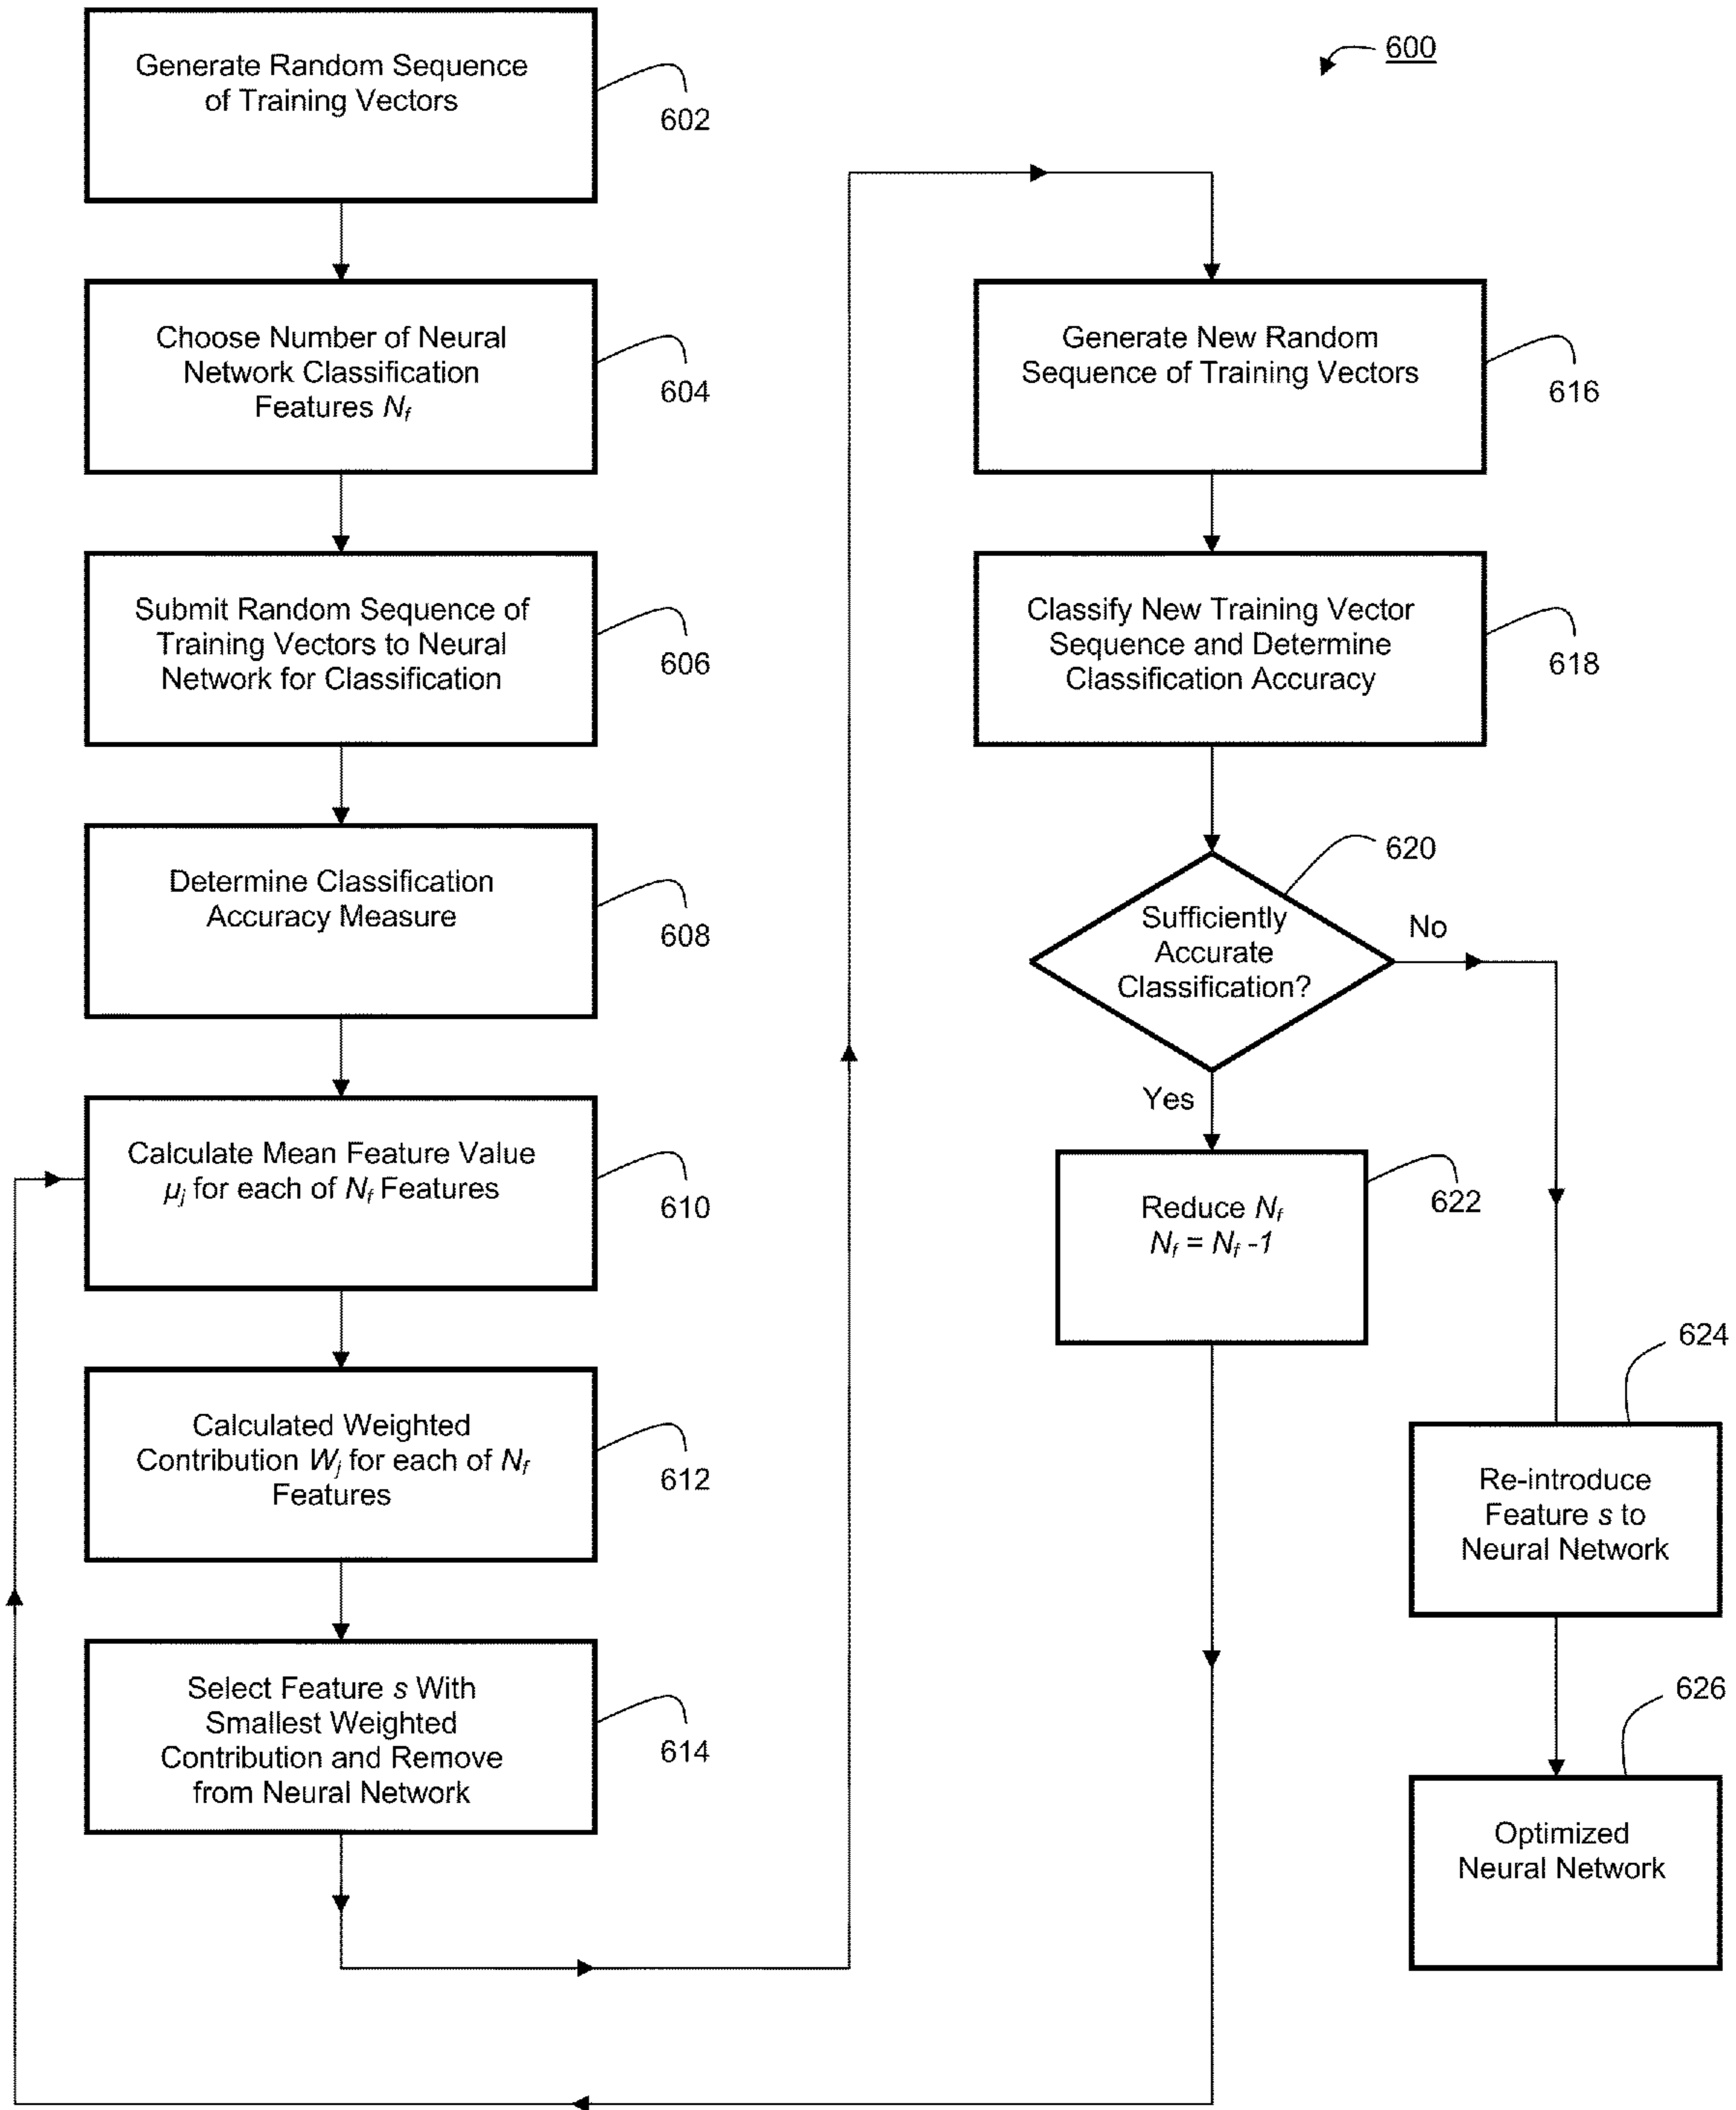 600
Generate Random Sequence
of Training Vectors
602
Choose Number of Neural
Network Classification
Features Nf
604
Submit Random Sequence of
Training Vectors to Neural
Network for Classification
606
Determine Classification
Accuracy Measure
608
Calculate Mean Feature Value
μj for each of Nf Features
610
Calculated Weighted
Contribution Wj for each of Nf
Features
612
Select Feature s With
Smallest Weighted
Contribution and Remove
from Neural Network
614
Generate New Random
Sequence of Training Vectors
616
Classify New Training Vector
Sequence and Determine
Classification Accuracy
618
620
Sufficiently
Accurate
Classification?
No
Yes
Reduce Nf
Nf = Nf -1
622
624
Re-introduce
Feature s to
Neural Network
626
Optimized
Neural Network